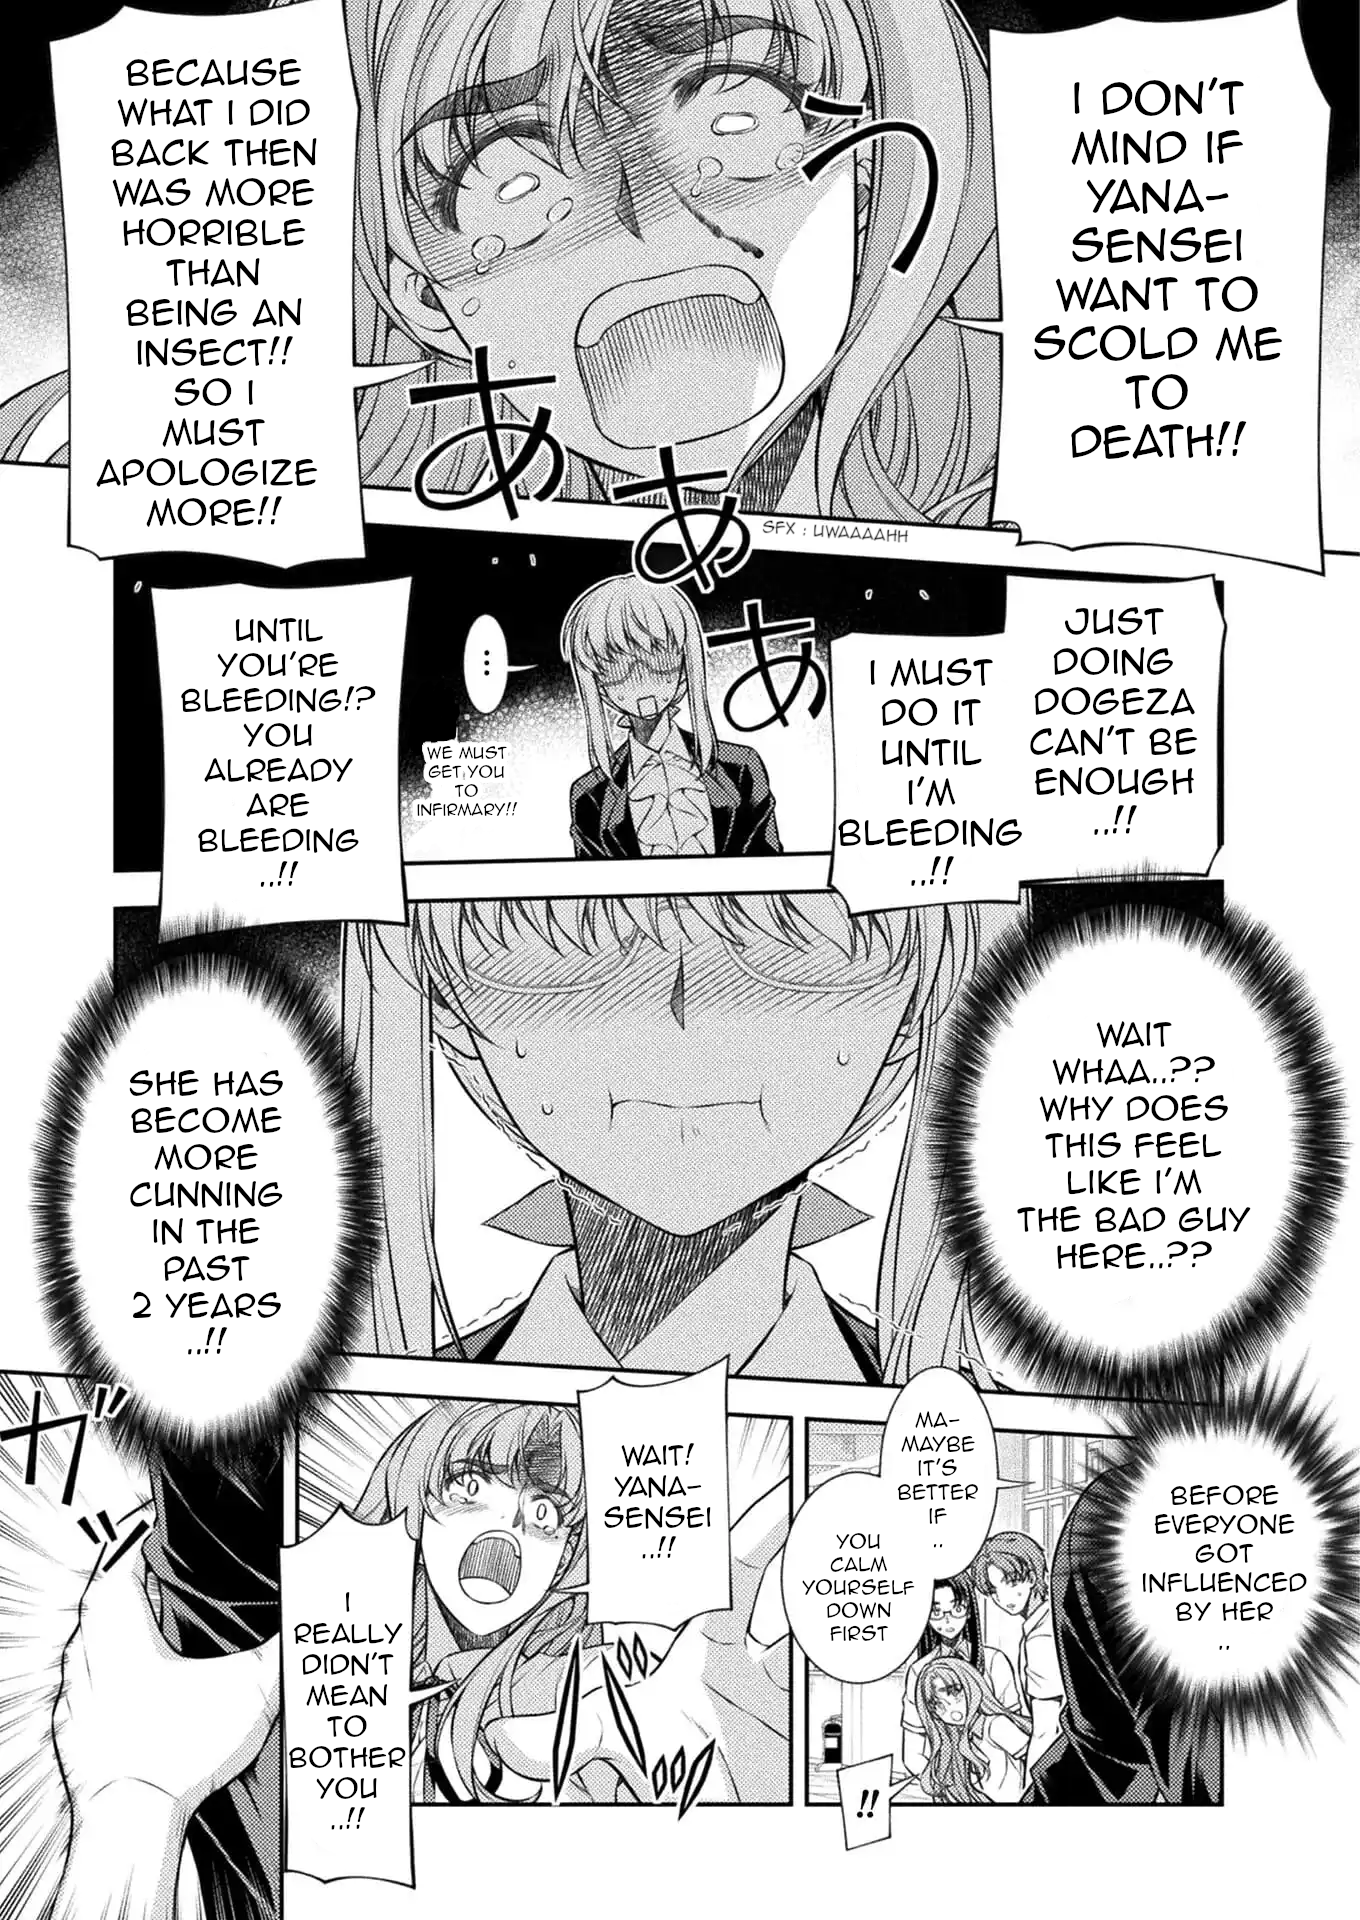 I DON'T
MIND IF
YANA-
SENSEI
WANT TO
SCOLD ME
TO
DEATH!!
BECAUSE
WHAT I DID
BACK THEN
WAS MORE
HORRIBLE
THAN
BEING AN
INSECT!!
SO I
MUST
APOLOGIZE
MORE!!
う
あ
あ
あ
あ
SFX : UWAAAAHH
JUST
DOING
DOGEZA
CAN'T BE
ENOUGH
..!!
I MUST
DO IT
UNTIL
I'M
BLEEDING
..!!
...
WE MUST
GET YOU
TO
INFIRMARY!!
UNTIL
YOU'RE
BLEEDING!?
YOU
ALREADY
ARE
BLEEDING
..!!
WAIT
WHAA..??
WHY DOES
THIS FEEL
LIKE I'M
THE BAD GUY
HERE..??
SHE HAS
BECOME
MORE
CUNNING
IN THE
PAST
2 YEARS
..!!
BEFORE
EVERYONE
GOT
INFLUENCED
BY HER
..
MA-
MAYBE
IT'S
BETTER
IF
..
YOU
CALM
YOURSELF
DOWN
FIRST
!!
WAIT!
YANA-
SENSEI
..!!
I
REALLY
DIDN'T
MEAN
TO
BOTHER
YOU
..!!
ガッ